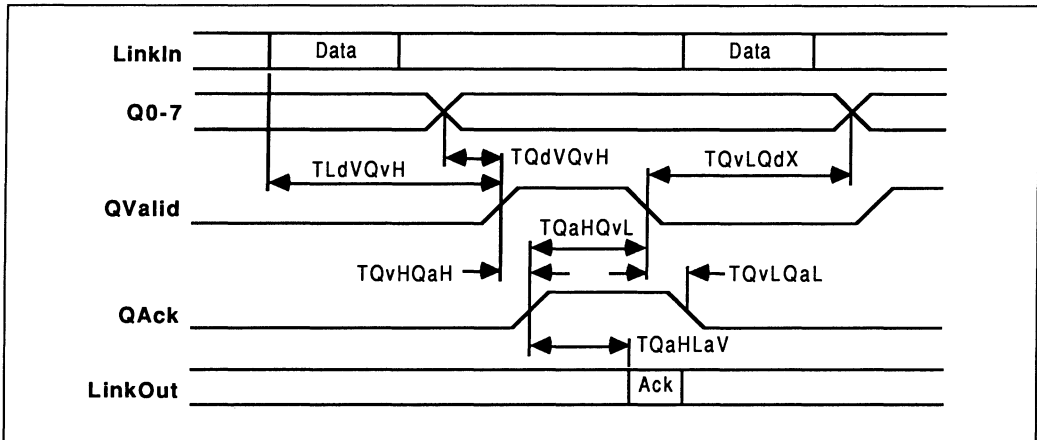 LinkIn
Data
Data
Q0-7
TLdVQvH
TQdVQvH
TQvLQdX
QValid
TQaHQvL
TQvHQaH
TQvLQaL
QAck
TQaHLaV
LinkOut
Ack